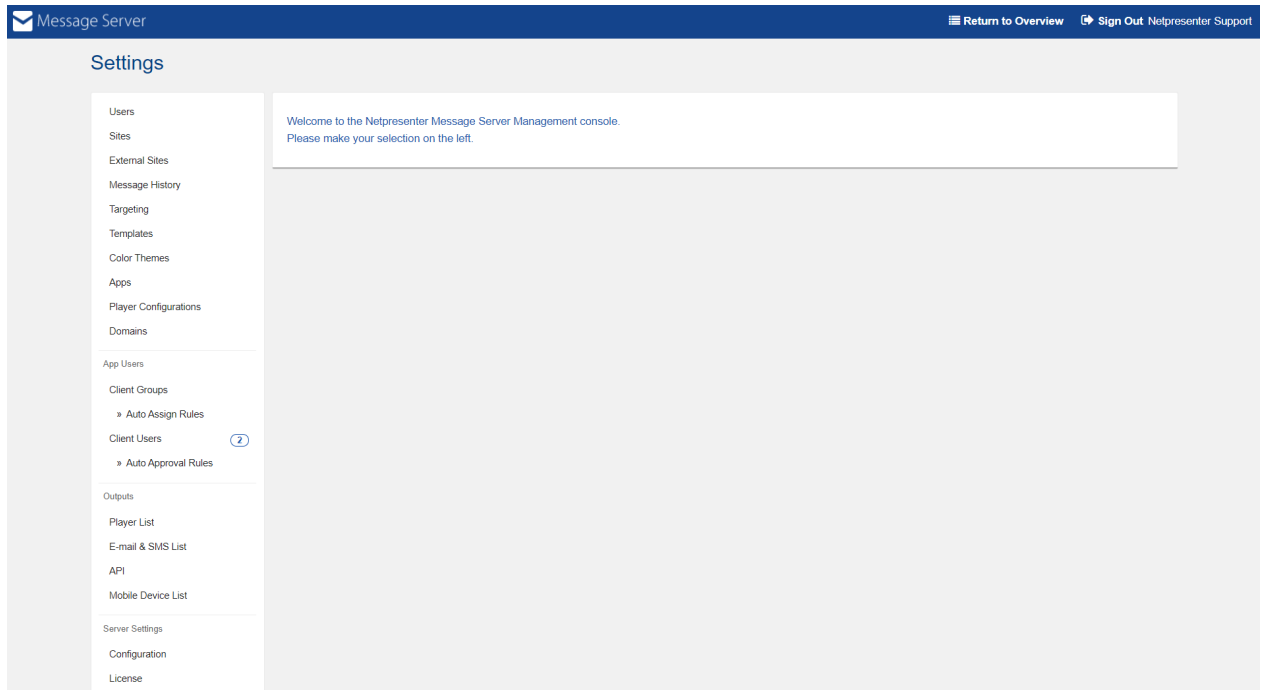 Message Server
Return to Overview
Sign Out Netpresenter Support
Settings
Users
Sites
External Sites
Message History
Targeting
Templates
Color Themes
Apps
Player Configurations
Domains
App Users
Client Groups
» Auto Assign Rules
Client Users 2
» Auto Approval Rules
Outputs
Player List
E-mail & SMS List
API
Mobile Device List
Server Settings
Configuration
License
Welcome to the Netpresenter Message Server Management console.
Please make your selection on the left.